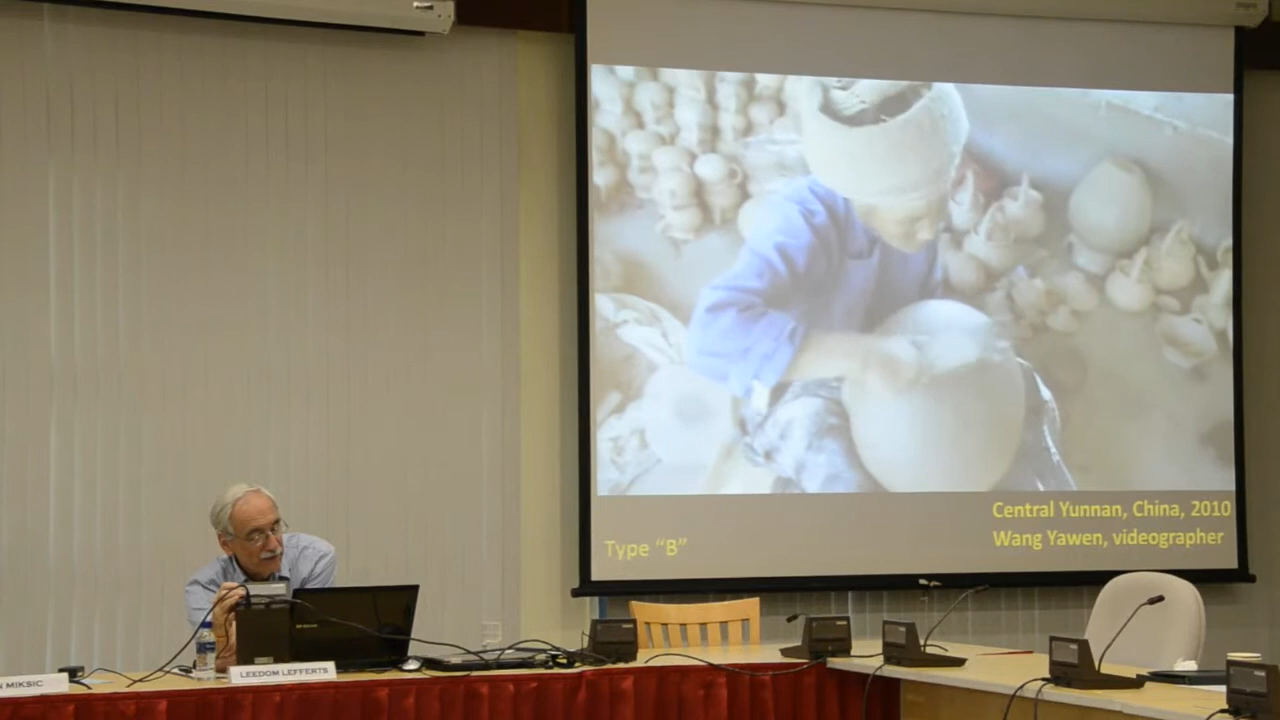 Central Yunnan, China, 2010
Wang Yawen, videographer
Type “B”
LEEDOM LEFFERTS
N MIKSIC